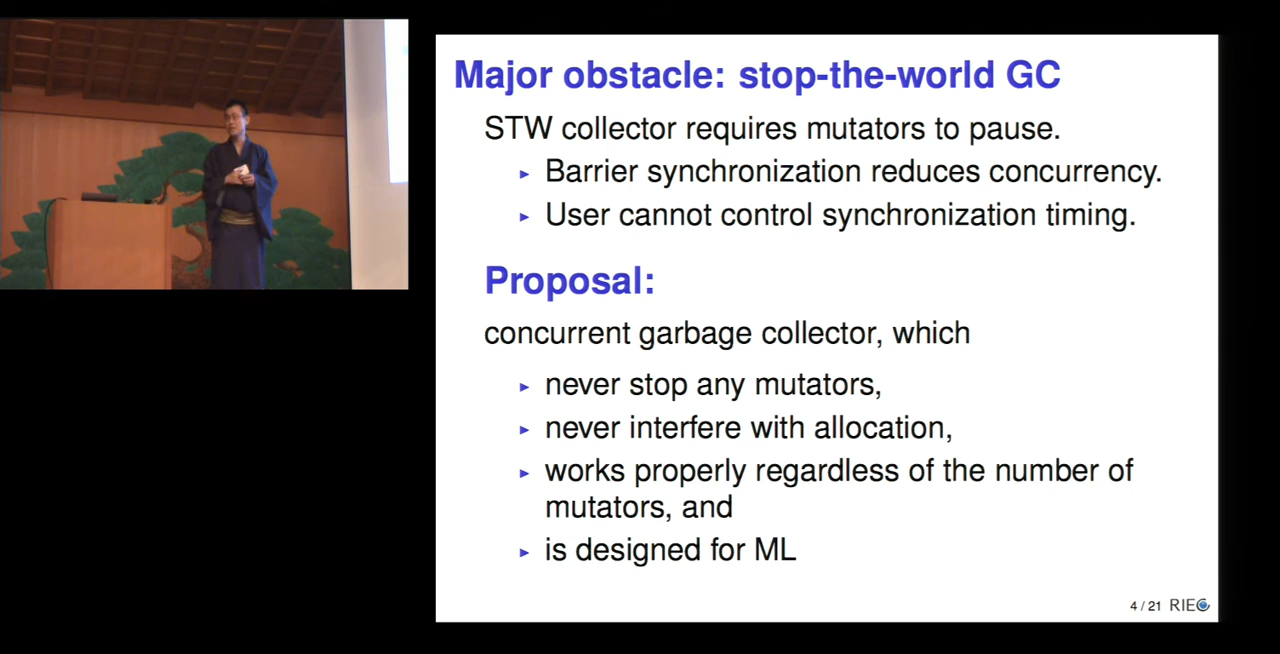 Major obstacle: stop-the-world GC
STW collector requires mutators to pause.
▸ Barrier synchronization reduces concurrency.
▸ User cannot control synchronization timing.
Proposal:
concurrent garbage collector, which
▸ never stop any mutators,
▸ never interfere with allocation,
▸ works properly regardless of the number of
mutators, and
▸ is designed for ML
4 / 21 RIEC